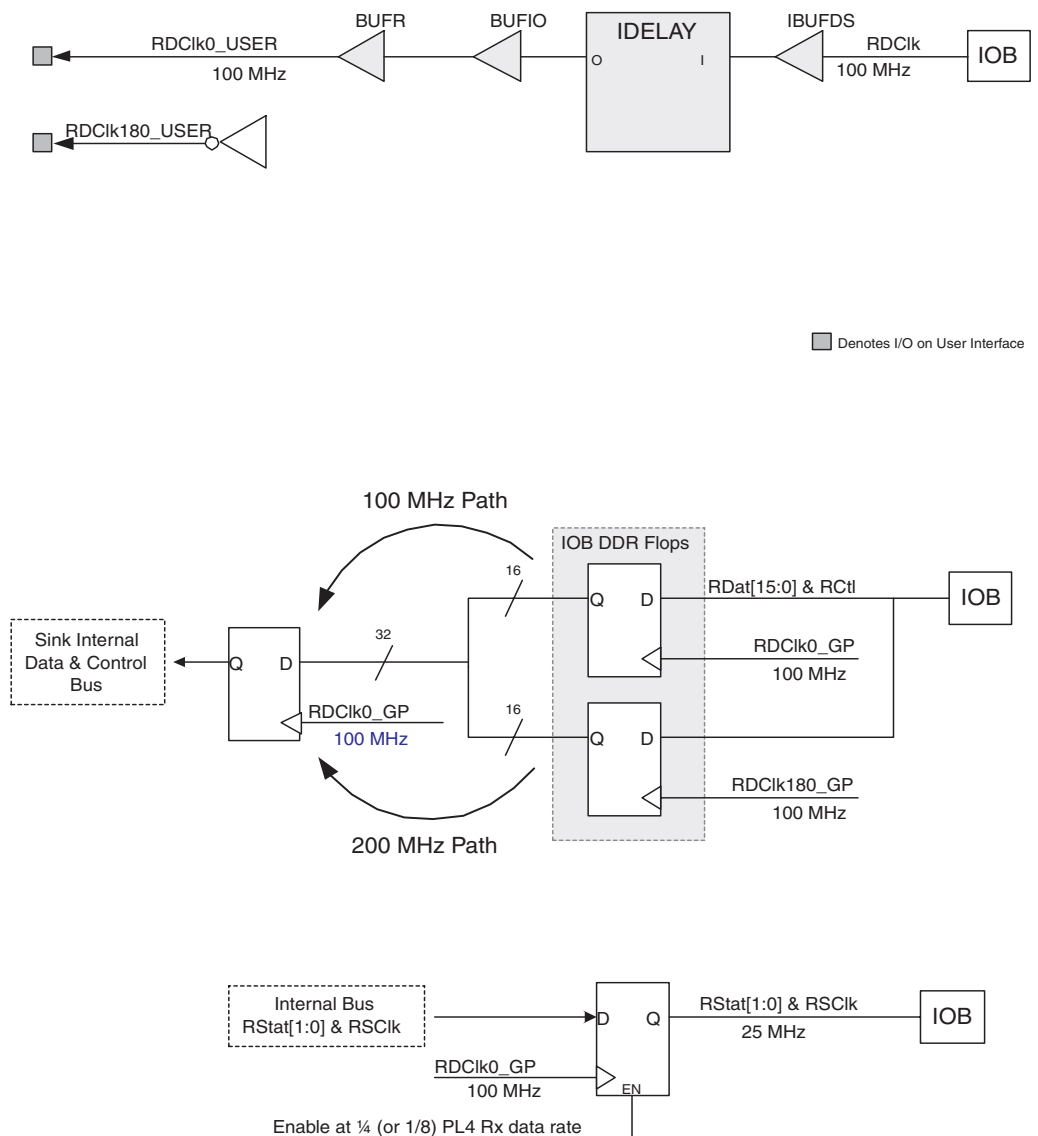 BUFR
BUFIO
IDELAY
IBUFDS
RDClk0_USER
100 MHz
O
I
RDClk
100 MHz
IOB
RDClk180_USER
Denotes I/O on User Interface
100 MHz Path
IOB DDR Flops
16
Q
D
RDat[15:0] & RCtl
IOB
RDClk0_GP
100 MHz
Sink Internal
Data & Control
Bus
Q
D
32
RDClk0_GP
100 MHz
16
Q
D
RDClk180_GP
100 MHz
200 MHz Path
Internal Bus
RStat[1:0] & RSClk
D
Q
RStat[1:0] & RSClk
25 MHz
IOB
RDClk0_GP
100 MHz
EN
Enable at ¼ (or 1/8) PL4 Rx data rate